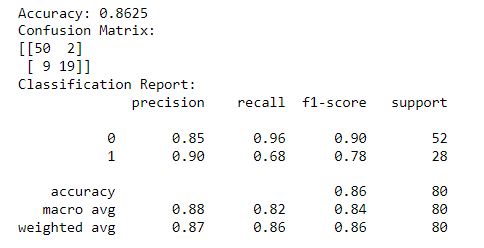 Accuracy: 0.8625
Confusion Matrix:
[[50  2]
 [ 9 19]]
Classification Report:
              precision    recall  f1-score   support

           0       0.85      0.96      0.90        52
           1       0.90      0.68      0.78        28

    accuracy                           0.86        80
   macro avg       0.88      0.82      0.84        80
weighted avg       0.87      0.86      0.86        80